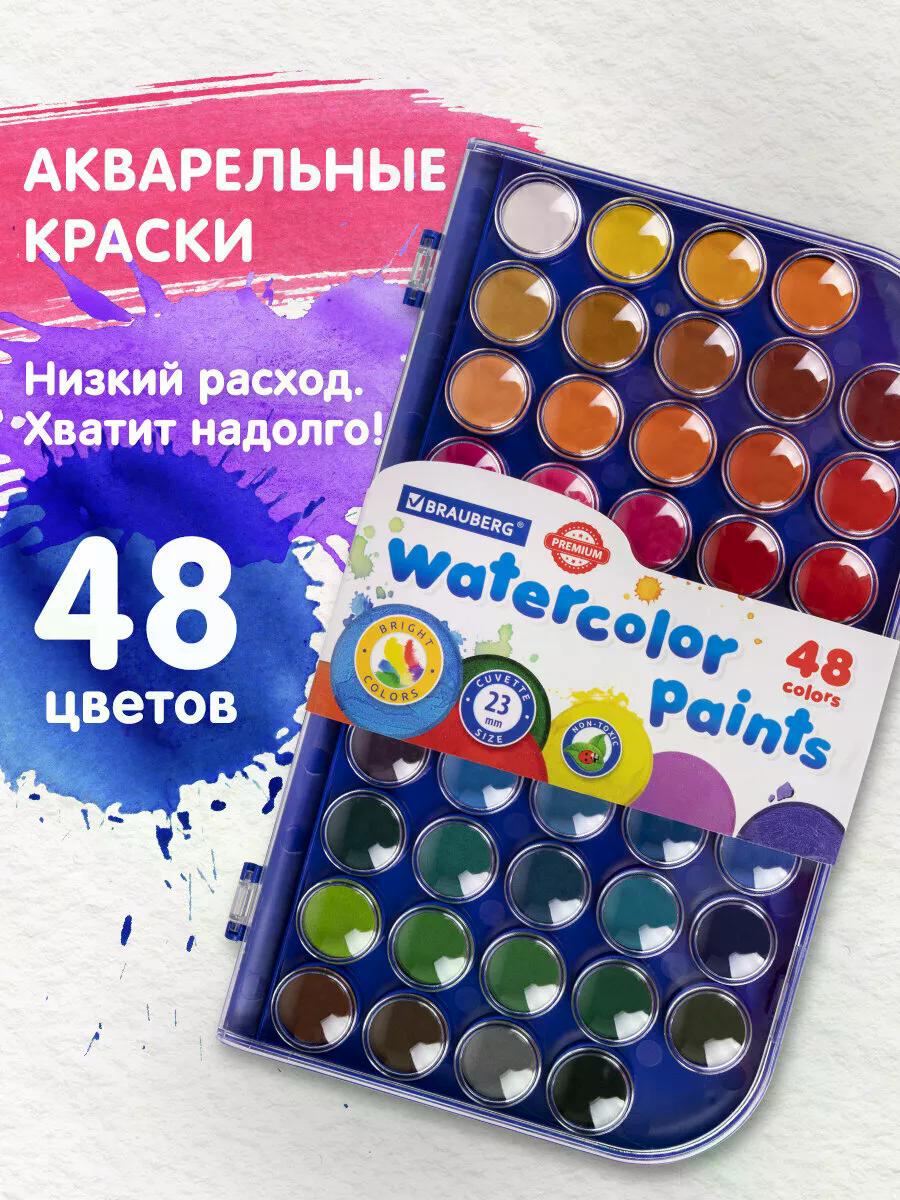 АКВАРЕЛЬНЫЕ
КРАСКИ
Низкий расход.
Хватит надолго!
48
цветов
BRAUBERG®
PREMIUM
watercolor
paints
48
colors
BRIGHT
COLORS
CUVETTE
23
mm
SIZE
NON-TOXIC